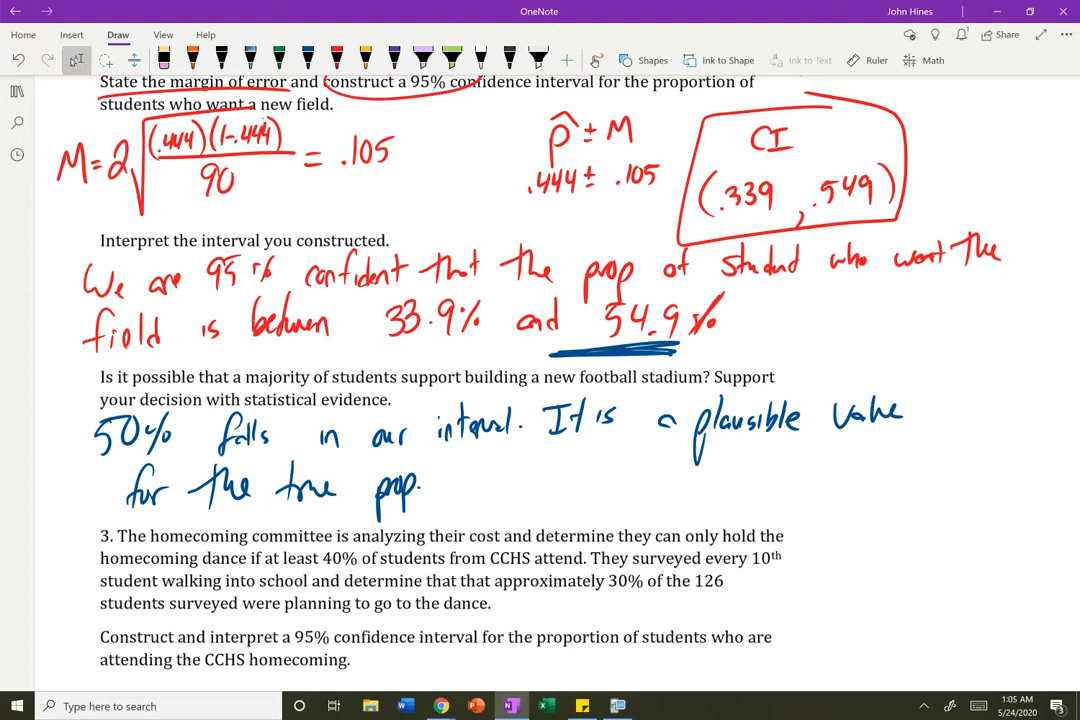 OneNote
John Hines
Home Insert Draw View Help
Share
Shapes Ink to Shape Ink to Text Ruler Math
State the margin of error and construct a 95% confidence interval for the proportion of
students who want a new field.
M = 2 √((.444)(1-.444) / 90) = .105
p̂ ± M
.444 ± .105
CI
(.339 , .549)
Interpret the interval you constructed.
We are 95% confident that the prop of student who want the
field is between 33.9% and 54.9%
Is it possible that a majority of students support building a new football stadium? Support
your decision with statistical evidence.
50% falls in our interval. It is a plausible value
for the true prop.
3. The homecoming committee is analyzing their cost and determine they can only hold the
homecoming dance if at least 40% of students from CCHS attend. They surveyed every 10th
student walking into school and determine that that approximately 30% of the 126
students surveyed were planning to go to the dance.
Construct and interpret a 95% confidence interval for the proportion of students who are
attending the CCHS homecoming.
Type here to search
1:05 AM
5/24/2020
3